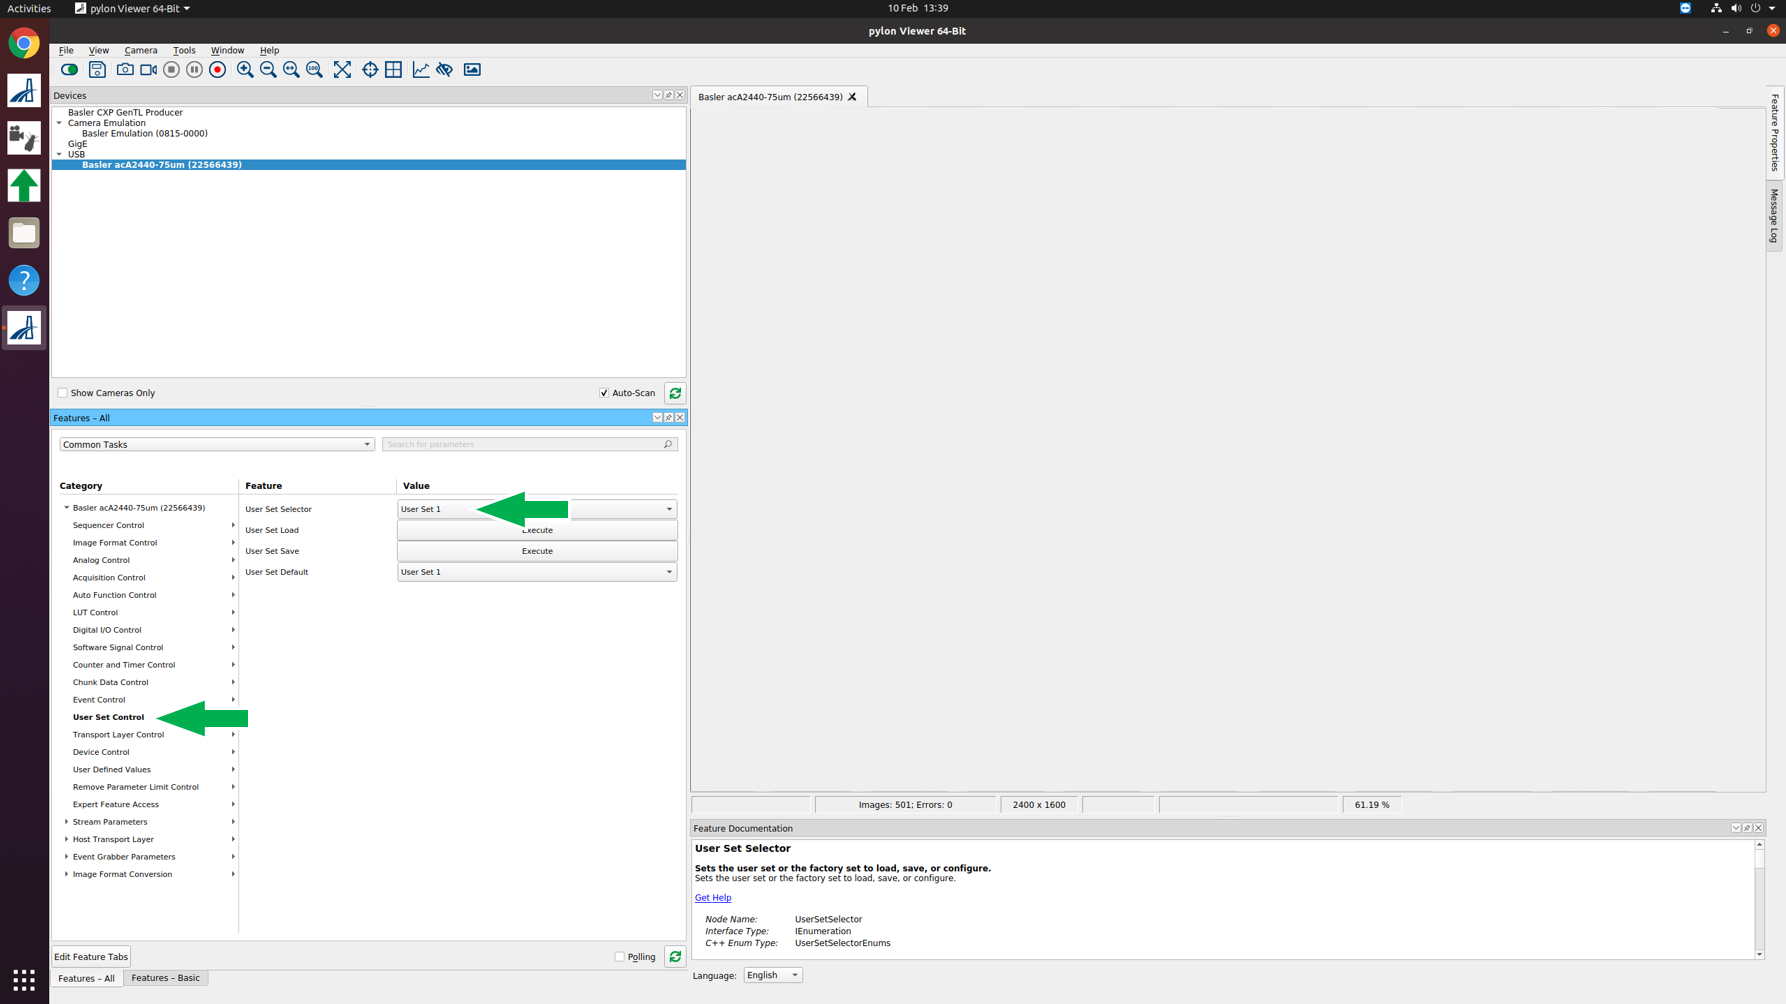 Activities
pylon Viewer 64-Bit
10 Feb 13:39
pylon Viewer 64-Bit
File View Camera Tools Window Help
100
Devices
Basler CXP GenTL Producer
Camera Emulation
Basler Emulation (0815-0000)
GigE
USB
Basler acA2440-75um (22566439)
Show Cameras Only
Auto-Scan
Features – All
Common Tasks
Search for parameters
Category
Feature
Value
Basler acA2440-75um (22566439)
Sequencer Control
Image Format Control
Analog Control
Acquisition Control
Auto Function Control
LUT Control
Digital I/O Control
Software Signal Control
Counter and Timer Control
Chunk Data Control
Event Control
User Set Control
Transport Layer Control
Device Control
User Defined Values
Remove Parameter Limit Control
Expert Feature Access
Stream Parameters
Host Transport Layer
Event Grabber Parameters
Image Format Conversion
User Set Selector
User Set 1
User Set Load
Execute
User Set Save
Execute
User Set Default
User Set 1
Edit Feature Tabs
Polling
Features – All
Features – Basic
Basler acA2440-75um (22566439)
Feature Properties
Message Log
Images: 501; Errors: 0
2400 x 1600
61.19 %
Feature Documentation
User Set Selector
Sets the user set or the factory set to load, save, or configure.
Sets the user set or the factory set to load, save, or configure.
Get Help
Node Name: UserSetSelector
Interface Type: IEnumeration
C++ Enum Type: UserSetSelectorEnums
Language: English